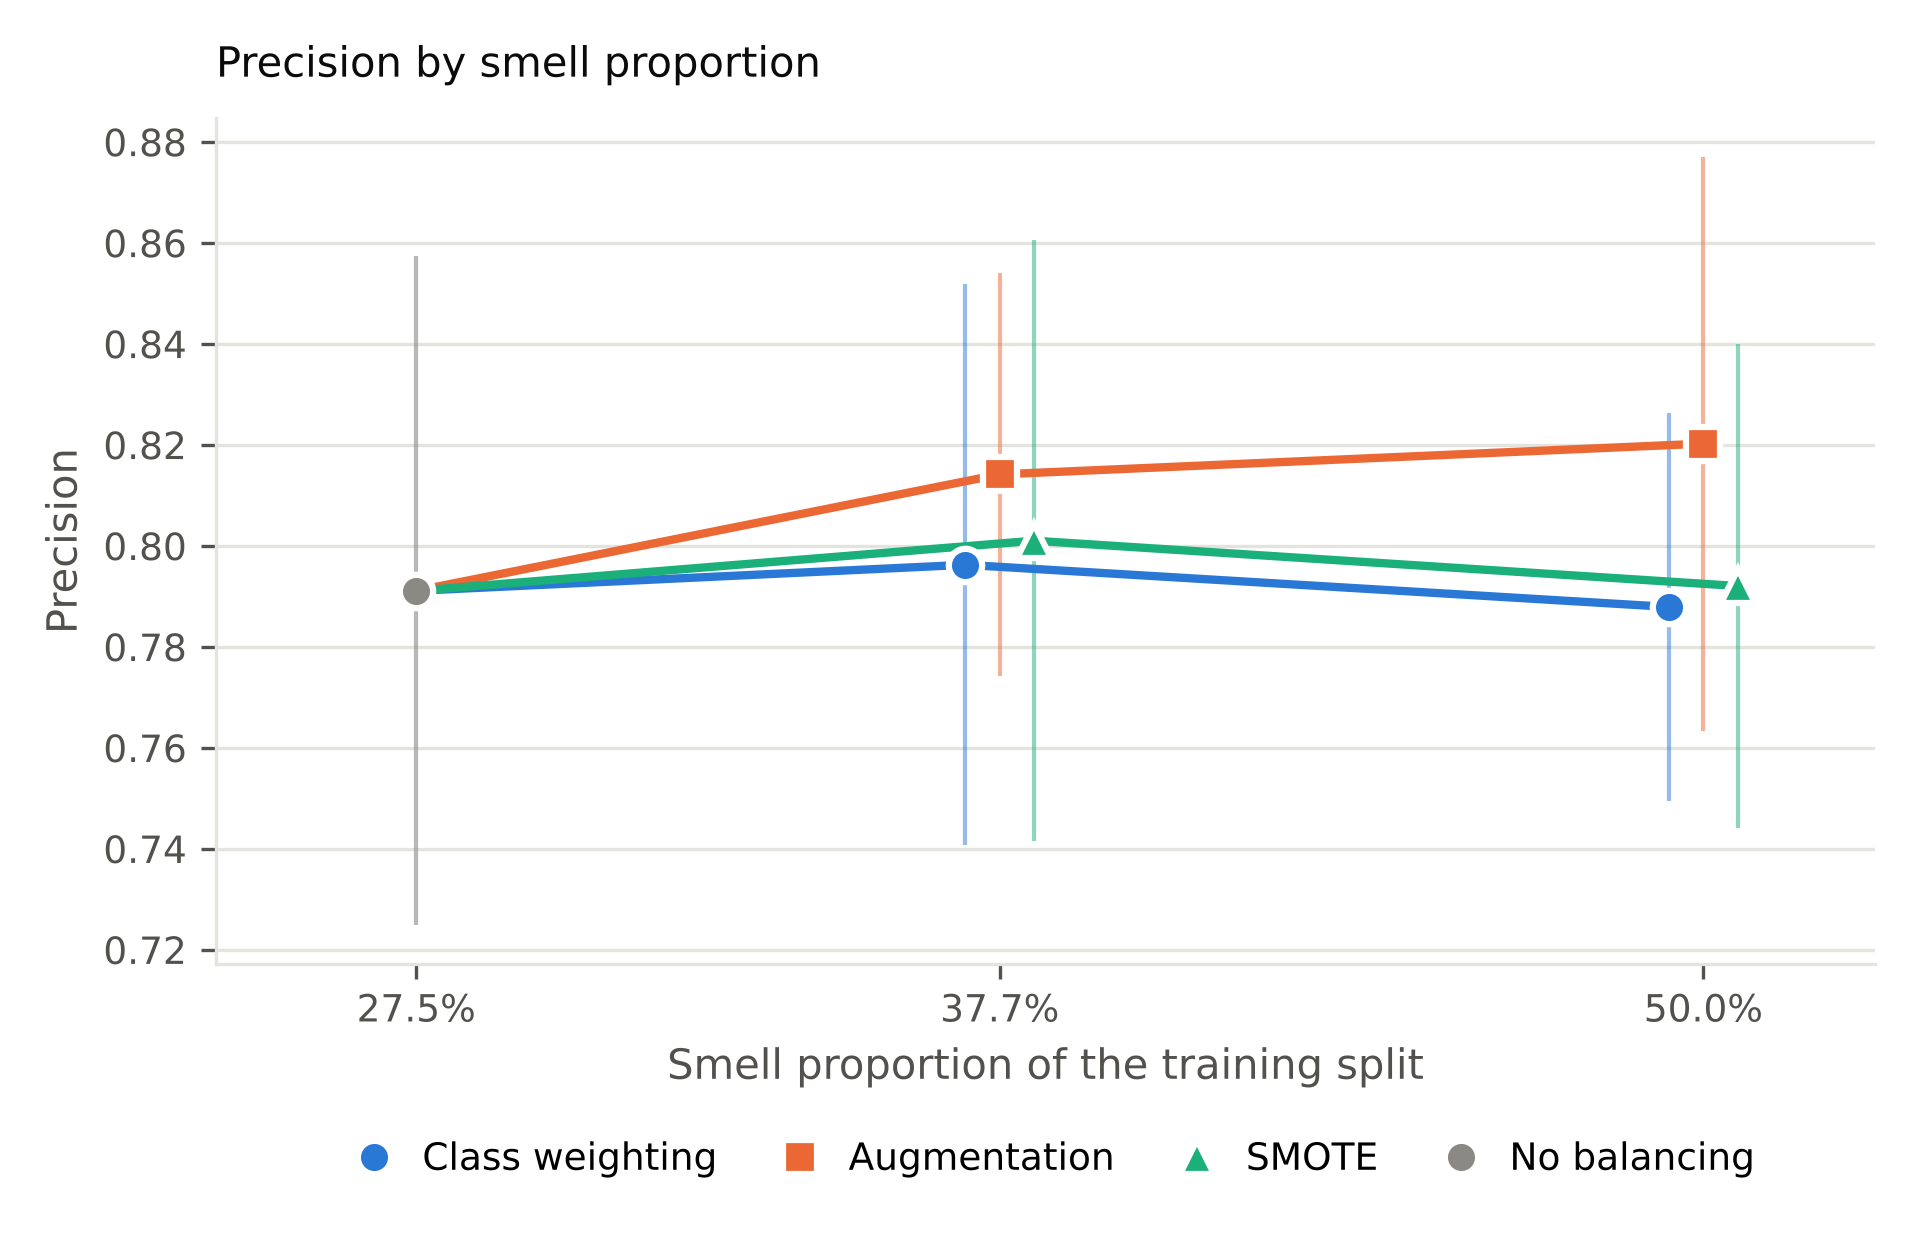 Precision by smell proportion
0.88
0.86
0.84
0.82
0.80
0.78
0.76
0.74
0.72
Precision
27.5% 37.7% 50.0%
Smell proportion of the training split
Class weighting Augmentation SMOTE No balancing